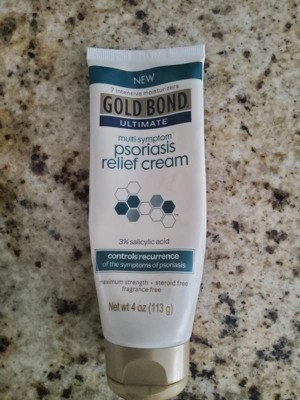 NEW
7 intensive moisturizers
GOLD BOND
ULTIMATE
multi-symptom
psoriasis
relief cream
3% salicylic acid
controls recurrence
of the symptoms of psoriasis
maximum strength • steroid free
fragrance free
Net wt 4 oz (113 g)